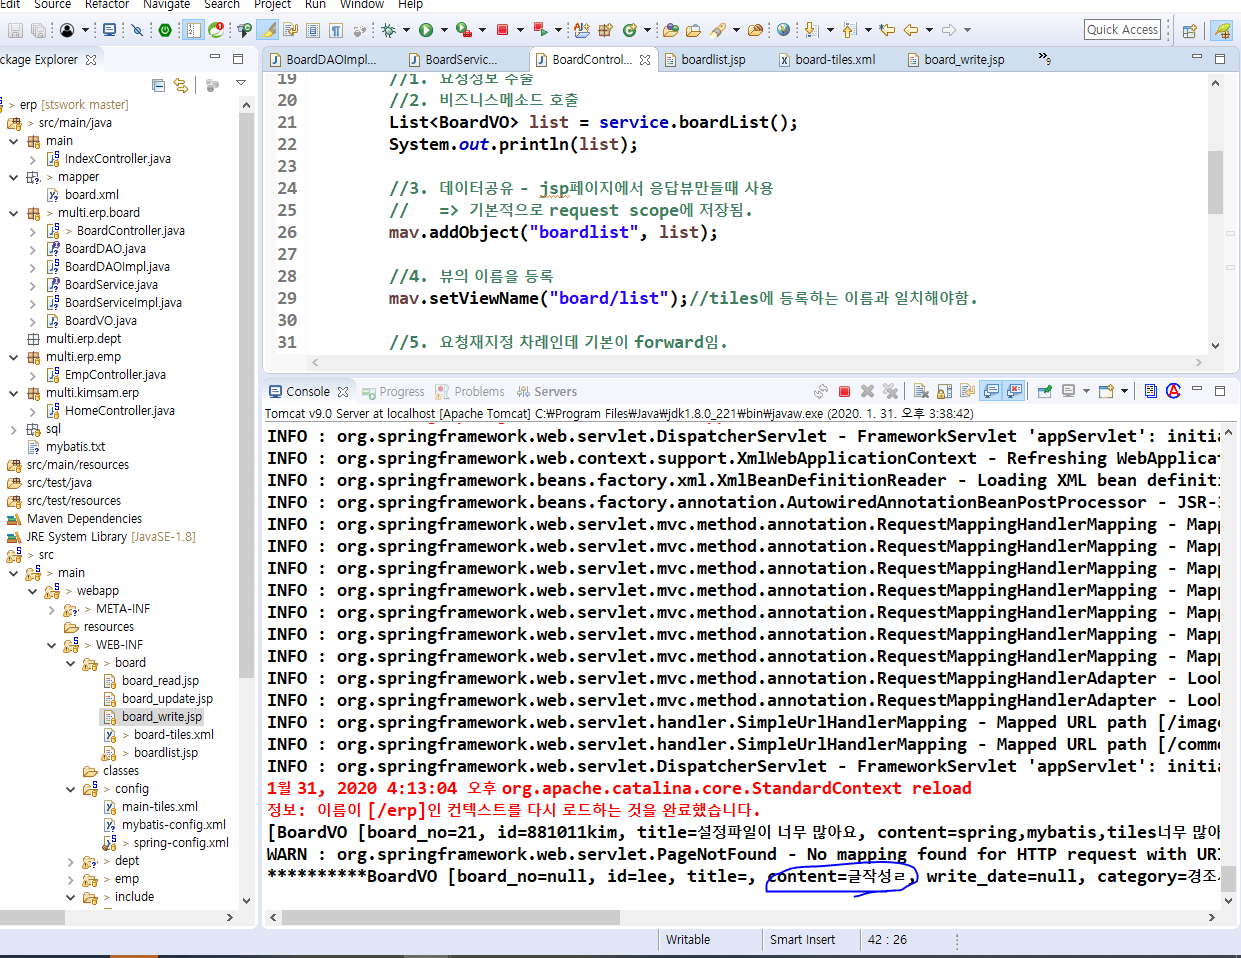 Edit Source Refactor Navigate Search Project Run Window Help
Quick Access
ckage Explorer
erp [stswork master]
src/main/java
main
IndexController.java
mapper
board.xml
multi.erp.board
BoardController.java
BoardDAO.java
BoardDAOImpl.java
BoardService.java
BoardServiceImpl.java
BoardVO.java
multi.erp.dept
multi.erp.emp
EmpController.java
multi.kimsam.erp
HomeController.java
sql
mybatis.txt
src/main/resources
src/test/java
src/test/resources
Maven Dependencies
JRE System Library [JavaSE-1.8]
src
main
webapp
META-INF
resources
WEB-INF
board
board_read.jsp
board_update.jsp
board_write.jsp
board-tiles.xml
boardlist.jsp
classes
config
main-tiles.xml
mybatis-config.xml
spring-config.xml
dept
emp
include
BoardDAOImpl... BoardServic... BoardControl... boardlist.jsp board-tiles.xml board_write.jsp »9
19 //1. 요청정보 추출
20 //2. 비즈니스메소드 호출
21 List<BoardVO> list = service.boardList();
22 System.out.println(list);
23
24 //3. 데이터공유 - jsp페이지에서 응답뷰만들때 사용
25 // => 기본적으로 request scope에 저장됨.
26 mav.addObject("boardlist", list);
27
28 //4. 뷰의 이름을 등록
29 mav.setViewName("board/list");//tiles에 등록하는 이름과 일치해야함.
30
31 //5. 요청재지정 차례인데 기본이 forward임.
Console Progress Problems Servers
Tomcat v9.0 Server at localhost [Apache Tomcat] C:₩Program Files₩Java₩jdk1.8.0_221₩bin₩javaw.exe (2020. 1. 31. 오후 3:38:42)
INFO : org.springframework.web.servlet.DispatcherServlet - FrameworkServlet 'appServlet': initia
INFO : org.springframework.web.context.support.XmlWebApplicationContext - Refreshing WebApplicat
INFO : org.springframework.beans.factory.xml.XmlBeanDefinitionReader - Loading XML bean definiti
INFO : org.springframework.beans.factory.annotation.AutowiredAnnotationBeanPostProcessor - JSR-
INFO : org.springframework.web.servlet.mvc.method.annotation.RequestMappingHandlerMapping - Mapp
INFO : org.springframework.web.servlet.mvc.method.annotation.RequestMappingHandlerMapping - Mapp
INFO : org.springframework.web.servlet.mvc.method.annotation.RequestMappingHandlerMapping - Mapp
INFO : org.springframework.web.servlet.mvc.method.annotation.RequestMappingHandlerMapping - Mapp
INFO : org.springframework.web.servlet.mvc.method.annotation.RequestMappingHandlerMapping - Mapp
INFO : org.springframework.web.servlet.mvc.method.annotation.RequestMappingHandlerMapping - Mapp
INFO : org.springframework.web.servlet.mvc.method.annotation.RequestMappingHandlerMapping - Mapp
INFO : org.springframework.web.servlet.mvc.method.annotation.RequestMappingHandlerAdapter - Look
INFO : org.springframework.web.servlet.mvc.method.annotation.RequestMappingHandlerAdapter - Look
INFO : org.springframework.web.servlet.handler.SimpleUrlHandlerMapping - Mapped URL path [/image
INFO : org.springframework.web.servlet.handler.SimpleUrlHandlerMapping - Mapped URL path [/commo
INFO : org.springframework.web.servlet.DispatcherServlet - FrameworkServlet 'appServlet': initia
1월 31, 2020 4:13:04 오후 org.apache.catalina.core.StandardContext reload
정보: 이름이 [/erp]인 컨텍스트를 다시 로드하는 것을 완료했습니다.
[BoardVO [board_no=21, id=881011kim, title=설정파일이 너무 많아요, content=spring,mybatis,tiles너무 많아
WARN : org.springframework.web.servlet.PageNotFound - No mapping found for HTTP request with URI
**********BoardVO [board_no=null, id=lee, title=, content=글작성ㄹ, write_date=null, category=경조
Writable Smart Insert 42 : 26